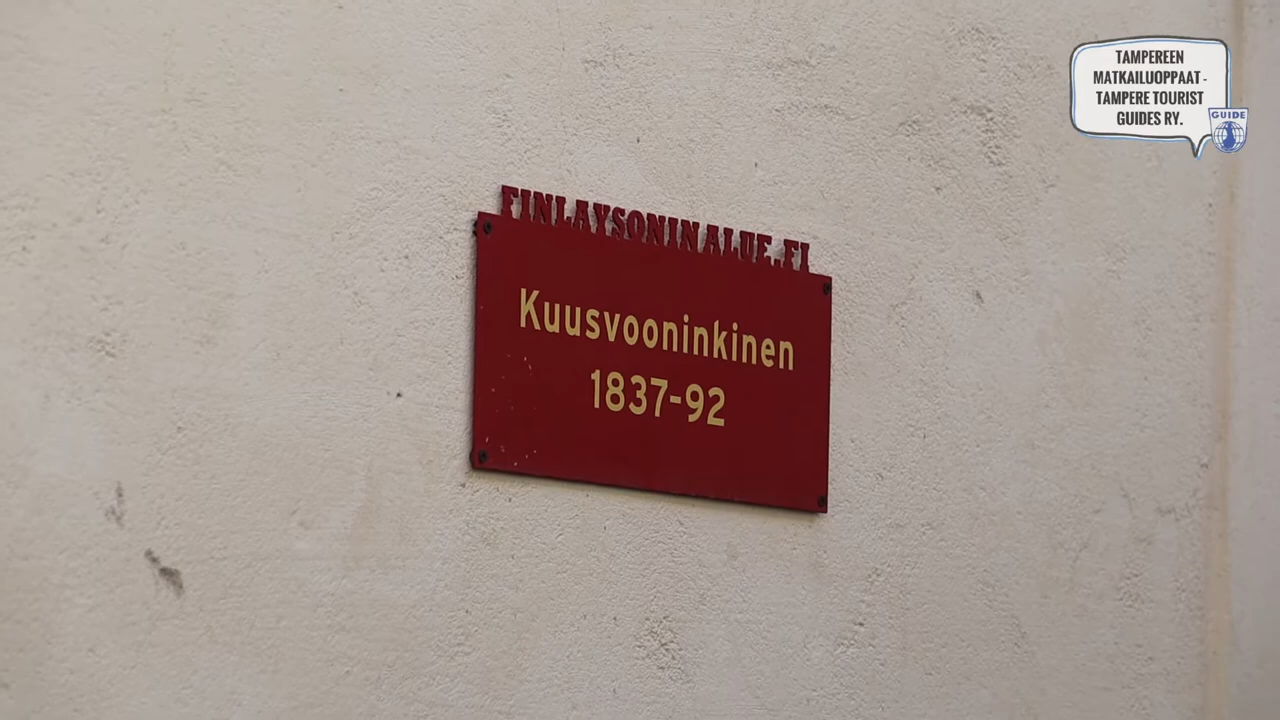 TAMPEREEN
MATKAILUOPPAAT -
TAMPERE TOURIST
GUIDES RY.
GUIDE
FINLAYSONINALUE.FI
Kuusvooninkinen
1837-92